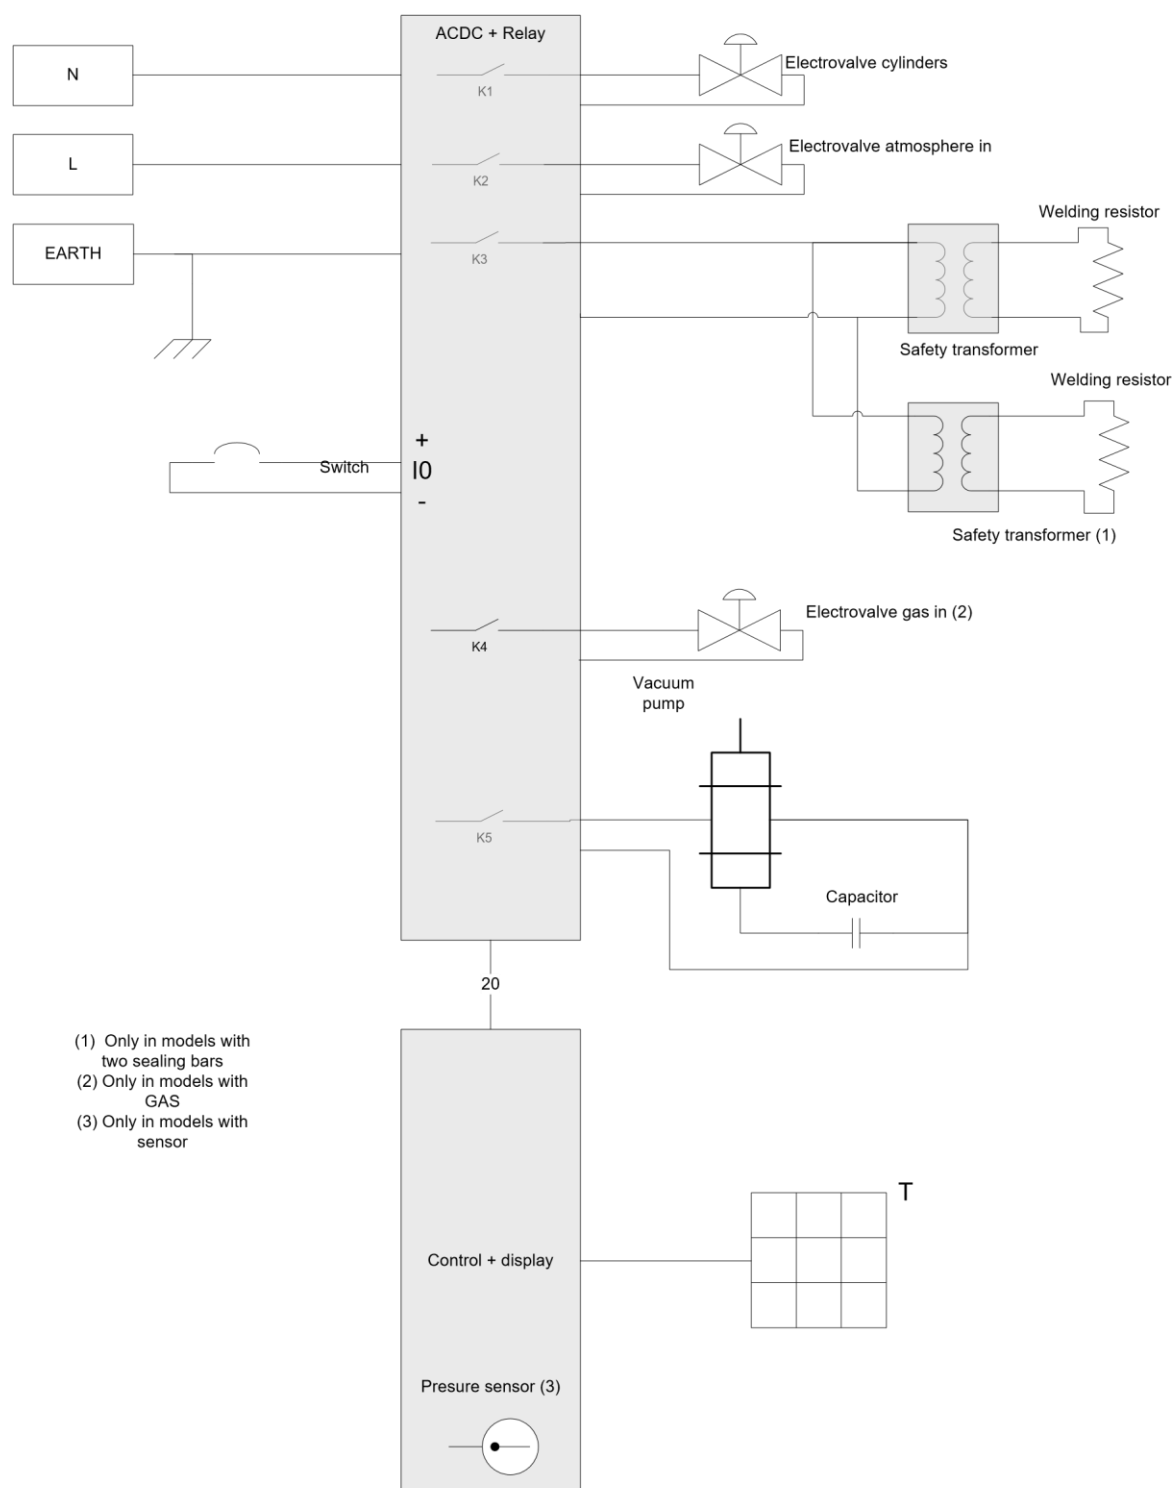 ACDC + Relay
N
K1
Electrovalve cylinders
L
K2
Electrovalve atmosphere in
EARTH
K3
Welding resistor
Safety transformer
Welding resistor
+
Switch
I0
-
Safety transformer (1)
K4
Electrovalve gas in (2)
Vacuum
pump
K5
Capacitor
20
(1) Only in models with
two sealing bars
(2) Only in models with
GAS
(3) Only in models with
sensor
T
Control + display
Presure sensor (3)